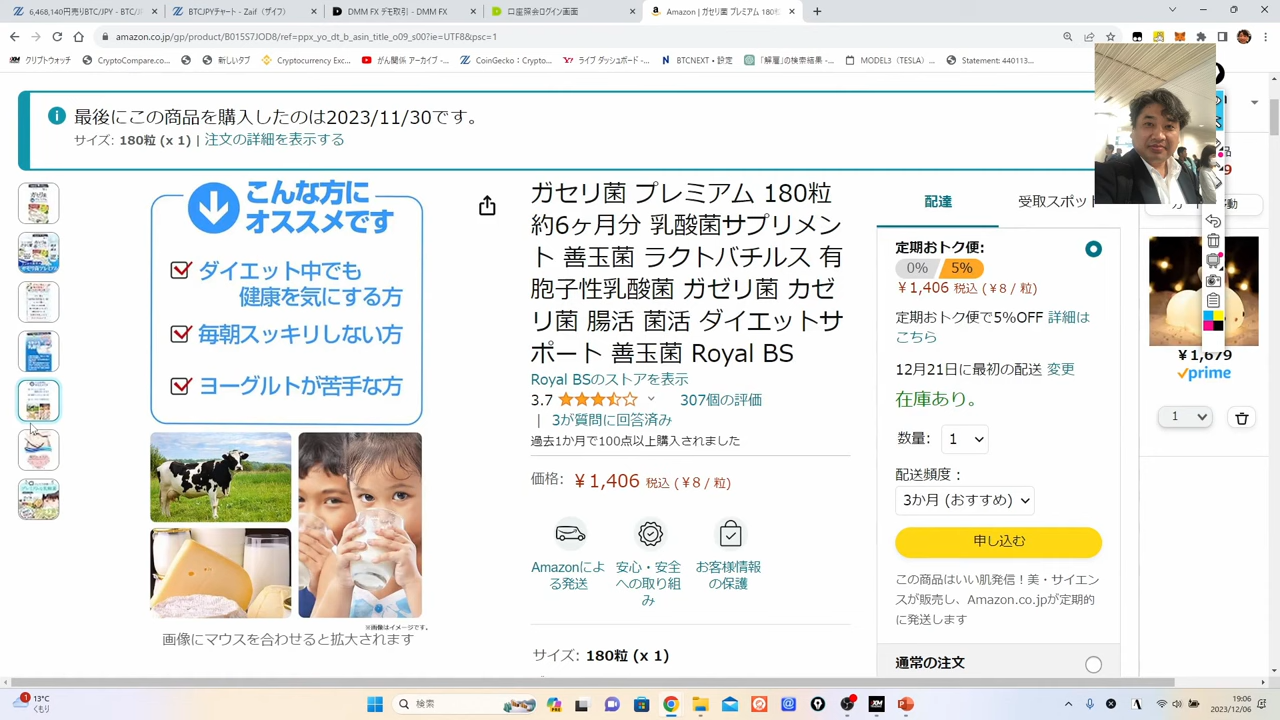 6,468,140円売り/BTC/JPY - BTC/JP
BTCJPYチャート - Zaif（ザイフ）
DMM FX デモ取引 - DMM FX
口座照会ログイン画面
Amazon | ガセリ菌 プレミアム 180粒
amazon.co.jp/gp/product/B015S7JOD8/ref=ppx_yo_dt_b_asin_title_o09_s00?ie=UTF8&psc=1
クリプトウォッチ
CryptoCompare.co...
新しいタブ
Cryptocurrency Exc...
がん関係 アーカイブ -...
CoinGecko：Crypto...
ライブ ダッシュボード -...
BTCNEXT • 設定
「解雇」の検索結果 -...
MODEL3（TESLA）...
Statement: 440113...
最後にこの商品を購入したのは2023/11/30です。
サイズ: 180粒 (x 1) | 注文の詳細を表示する
こんな方に
オススメです
ダイエット中でも
健康を気にする方
毎朝スッキリしない方
ヨーグルトが苦手な方
※画像はイメージです。
画像にマウスを合わせると拡大されます
ガセリ菌 プレミアム 180粒
約6ヶ月分 乳酸菌サプリメン
ト 善玉菌 ラクトバチルス 有
胞子性乳酸菌 ガゼリ菌 カゼ
リ菌 腸活 菌活 ダイエットサ
ポート 善玉菌 Royal BS
Royal BSのストアを表示
3.7
307個の評価
| 3が質問に回答済み
過去1か月で100点以上購入されました
価格: ￥1,406 税込 (￥8 / 粒)
Amazonによ
る発送
安心・安全
への取り組
み
お客様情報
の保護
サイズ: 180粒 (x 1)
配達
受取スポッ
定期おトク便:
0% 5%
￥1,406 税込 (￥8 / 粒)
定期おトク便で5%OFF 詳細は
こちら
12月21日に最初の配送 変更
在庫あり。
数量: 1
配送頻度：
3か月 (おすすめ)
申し込む
この商品はいい肌発信！美・サイエン
スが販売し、Amazon.co.jpが定期的
に発送します
通常の注文
￥1,679
prime
1
1
13°C
くもり
検索
19:06
2023/12/06